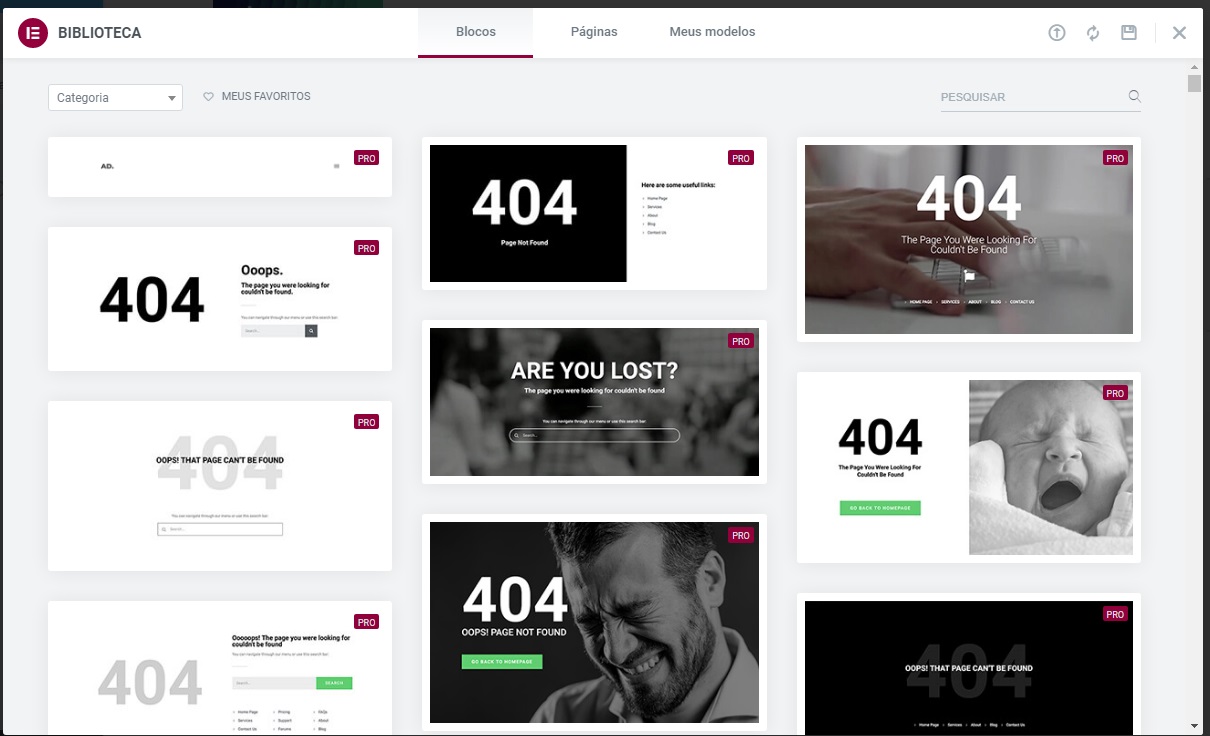 BIBLIOTECA
Blocos
Páginas
Meus modelos
Categoria
MEUS FAVORITOS
PESQUISAR
AD.
PRO
404
Ooops.
The page you were looking for
couldn't be found.
You can navigate through our menu or use this search bar:
Search...
PRO
404
OOPS! THAT PAGE CAN'T BE FOUND
You can navigate through our menu or use this search bar:
Search...
PRO
404
Ooooops! The page you were looking for
couldn't be found
You can navigate through our menu or use this search bar:
Search...
SEARCH
Home Page
Pricing
FAQs
Services
Support
About
Contact Us
Forums
Blog
PRO
404
Page Not Found
Here are some useful links:
Home Page
Services
About
Blog
Contact Us
PRO
ARE YOU LOST?
The page you were looking for couldn't be found
You can navigate through our menu or use this search bar:
Search...
PRO
404
OOPS! PAGE NOT FOUND
GO BACK TO HOMEPAGE
PRO
404
The Page You Were Looking For
Couldn't Be Found
HOME PAGE
SERVICES
ABOUT
BLOG
CONTACT US
PRO
404
The Page You Were Looking For
Couldn't Be Found
GO BACK TO HOMEPAGE
PRO
404
OOPS! THAT PAGE CAN'T BE FOUND
Home Page
Services
About
Blog
Contact Us
PRO